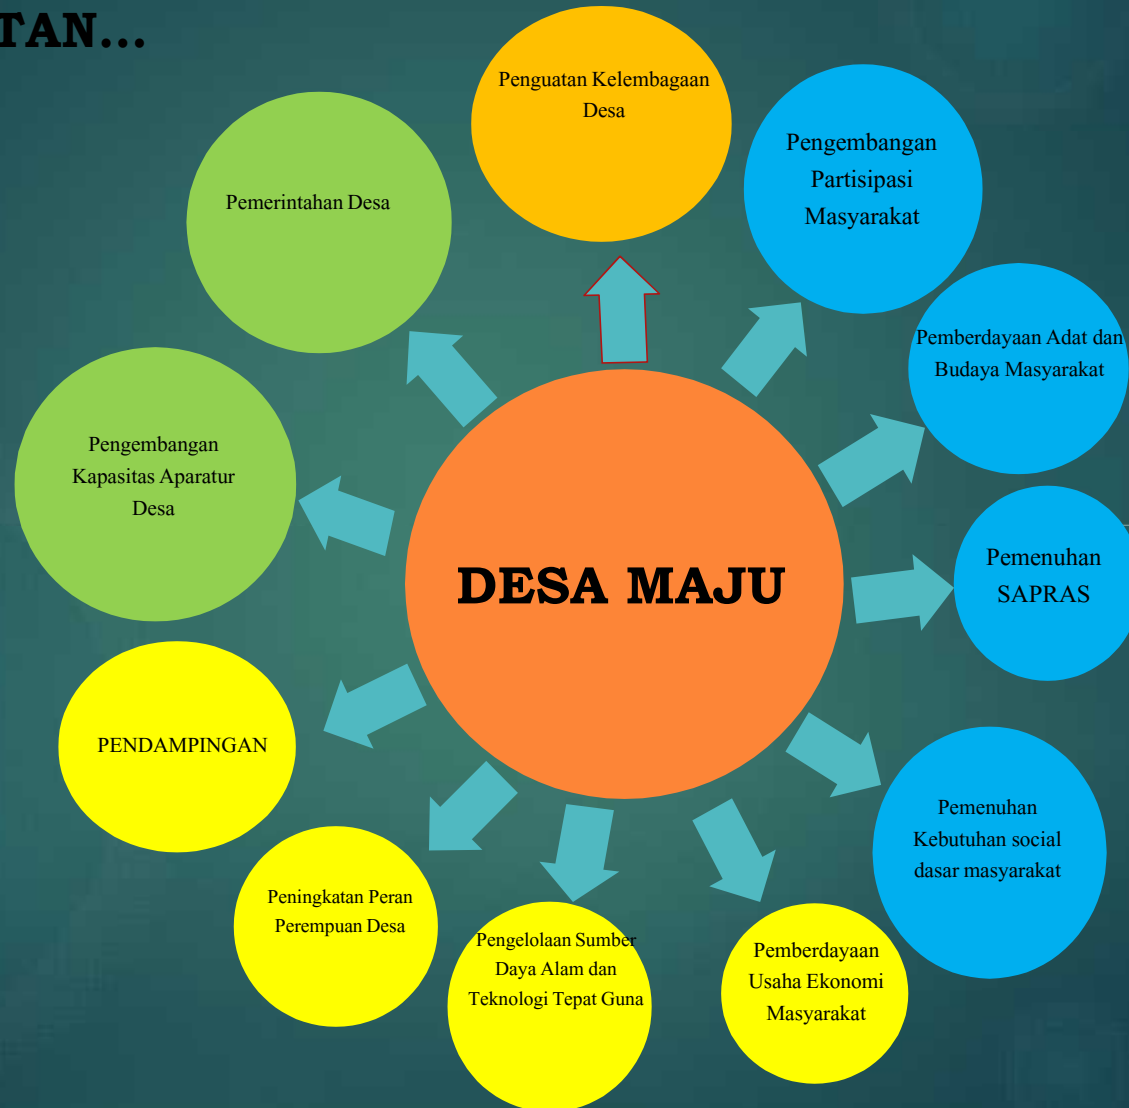 TAN...
Penguatan Kelembagaan
Desa
Pengembangan
Partisipasi
Masyarakat
Pemerintahan Desa
Pemberdayaan Adat dan
Budaya Masyarakat
Pengembangan
Kapasitas Aparatur
Desa
DESA MAJU
Pemenuhan
SAPRAS
PENDAMPINGAN
Pemenuhan
Kebutuhan social
dasar masyarakat
Peningkatan Peran
Perempuan Desa
Pengelolaan Sumber
Daya Alam dan
Teknologi Tepat Guna
Pemberdayaan
Usaha Ekonomi
Masyarakat